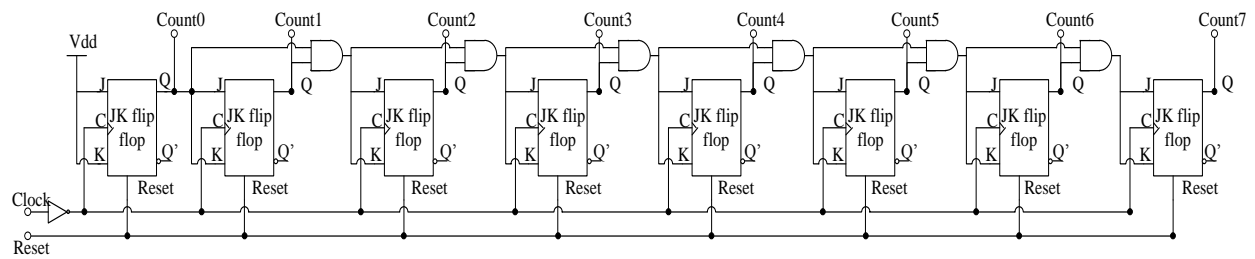 Count0 Count1 Count2 Count3 Count4 Count5 Count6 Count7
Vdd
J Q J Q J Q J Q J Q J Q J Q J Q
JK flip flop JK flip flop JK flip flop JK flip flop JK flip flop JK flip flop JK flip flop JK flip flop
C C C C C C C C
K Q' K Q' K Q' K Q' K Q' K Q' K Q' K Q'
Reset Reset Reset Reset Reset Reset Reset Reset
Clock
Reset